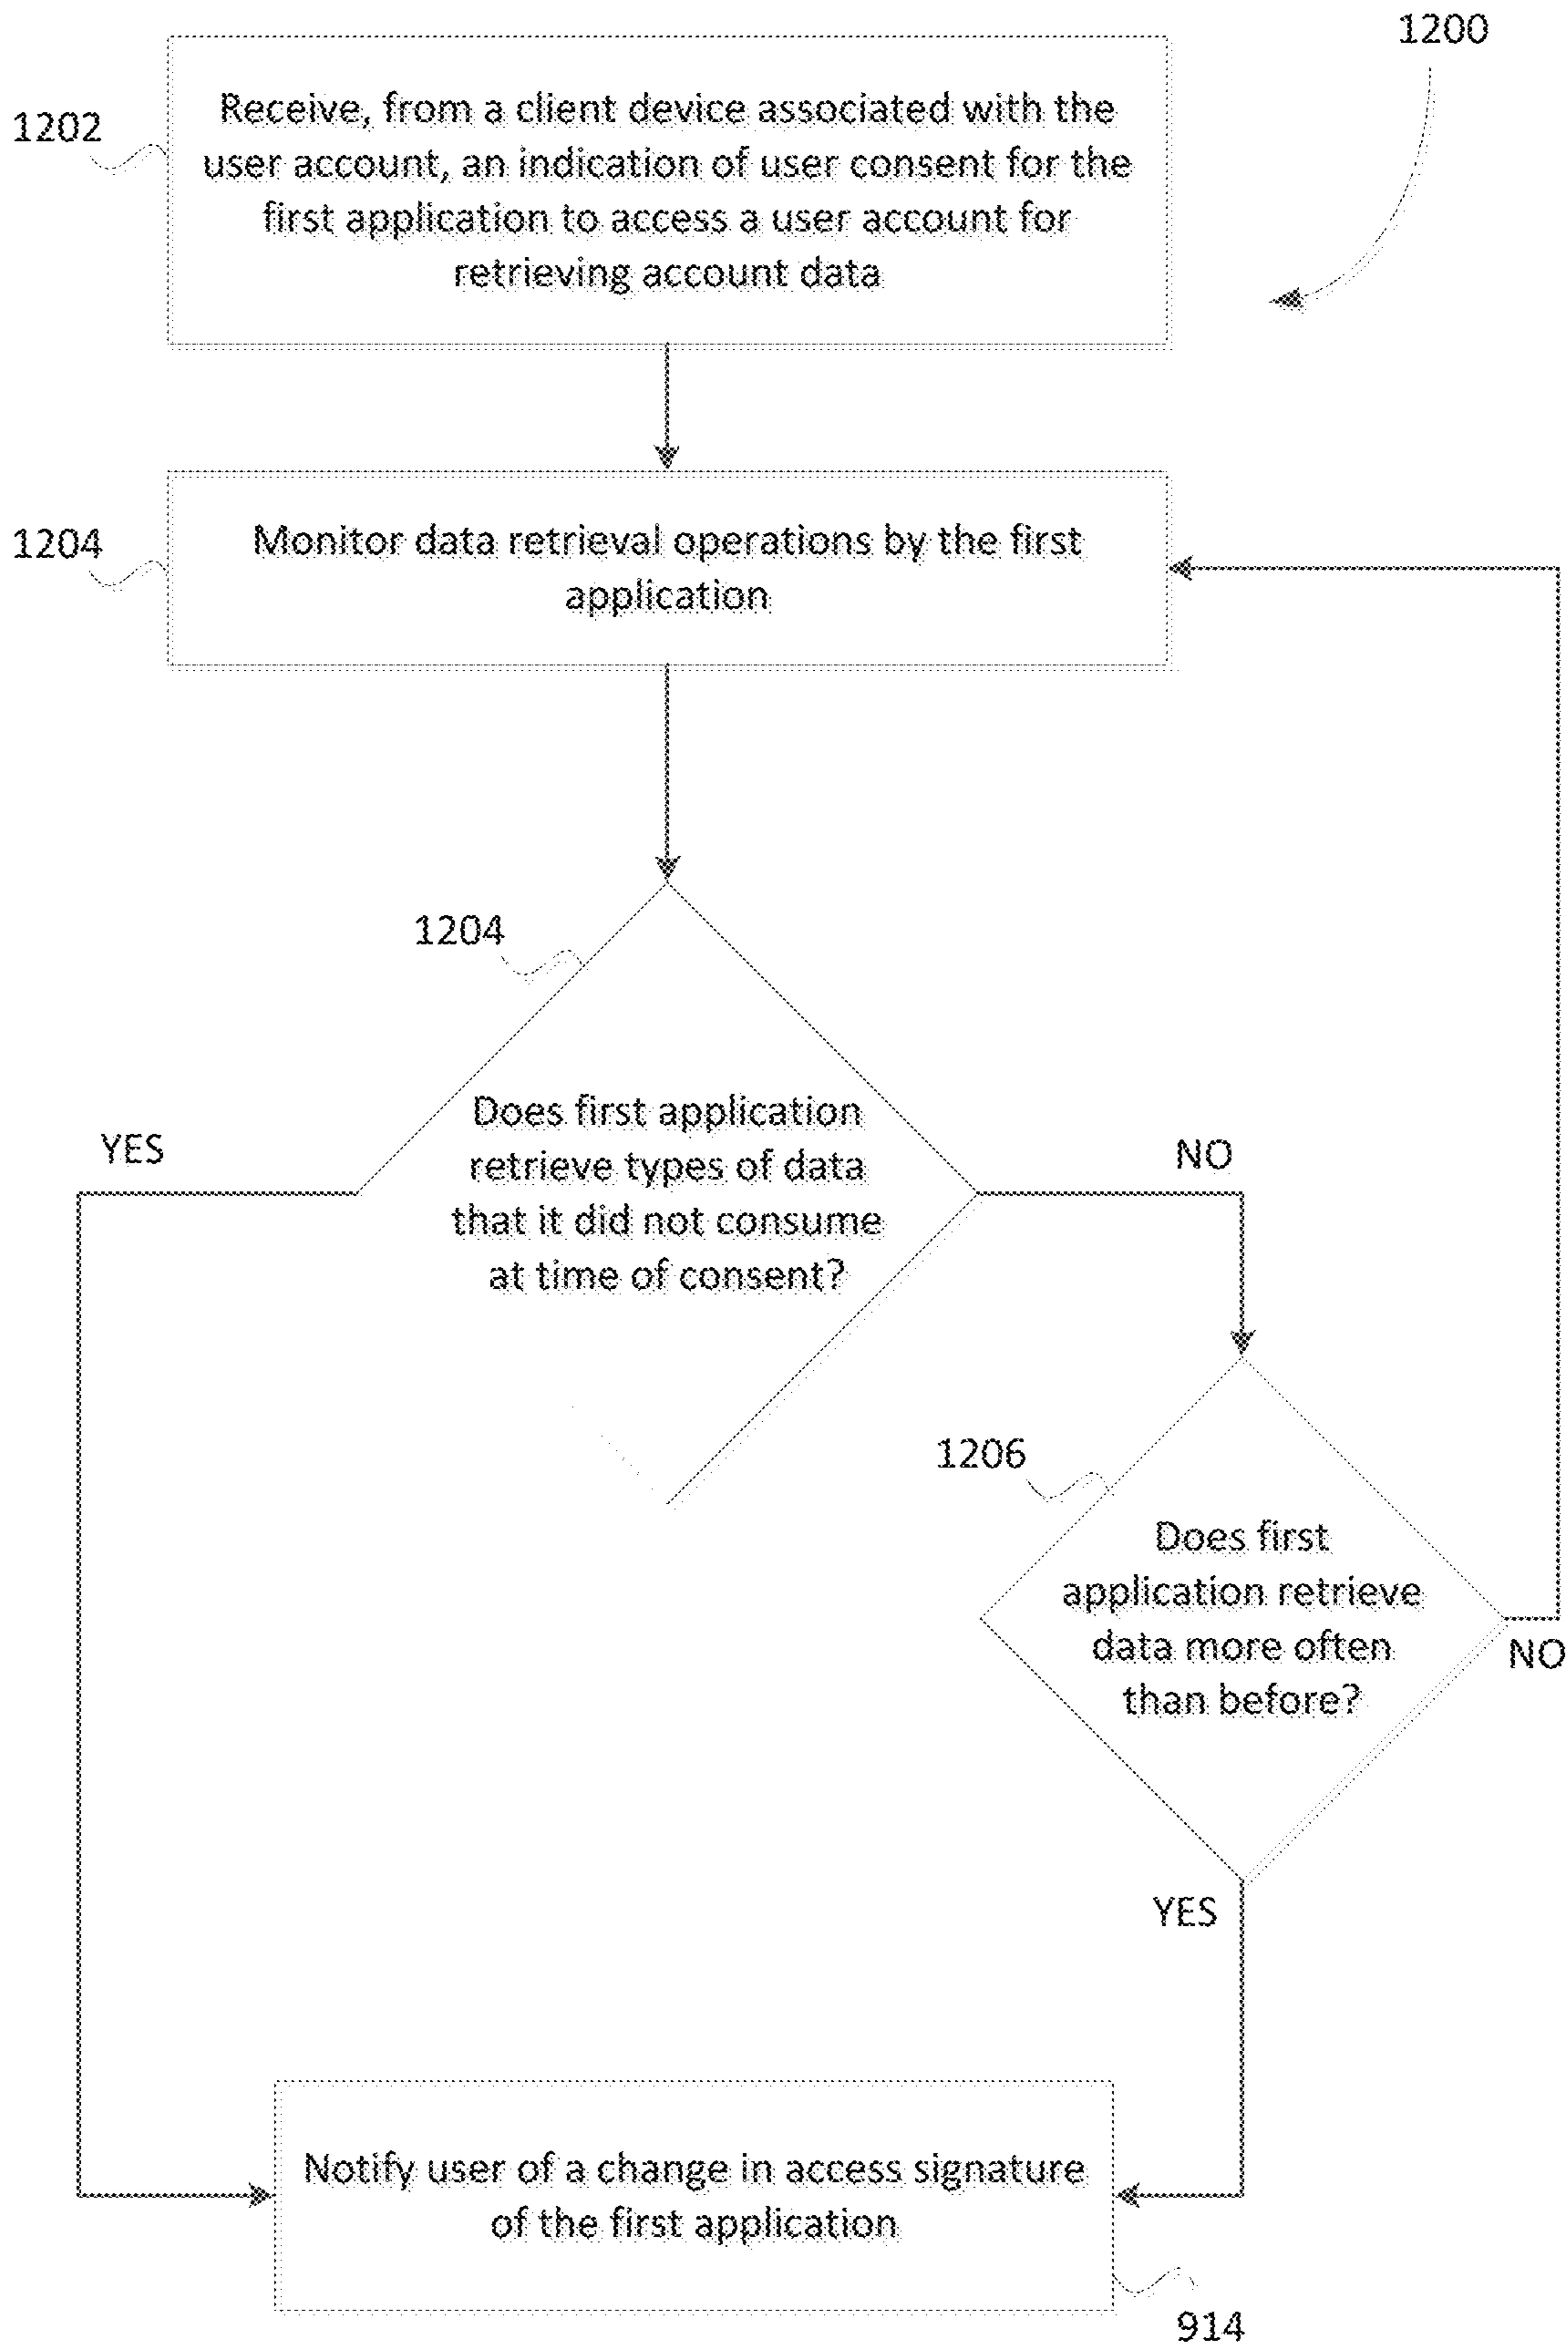 1200
1202
Receive, from a client device associated with the
user account, an indication of user consent for the
first application to access a user account for
retrieving account data
1204
Monitor data retrieval operations by the first
application
1204
Does first application
retrieve types of data
that it did not consume
at time of consent?
YES
NO
1206
Does first
application retrieve
data more often
than before?
NO
YES
Notify user of a change in access signature
of the first application
914